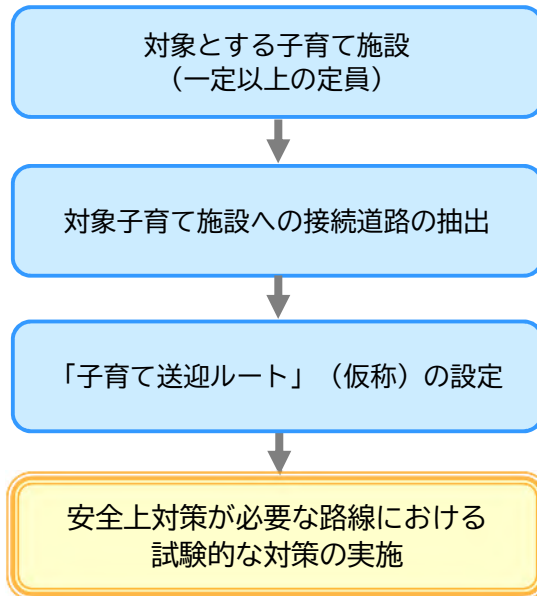 対象とする子育て施設
（一定以上の定員）
対象子育て施設への接続道路の抽出
「子育て送迎ルート」（仮称）の設定
安全上対策が必要な路線における
試験的な対策の実施